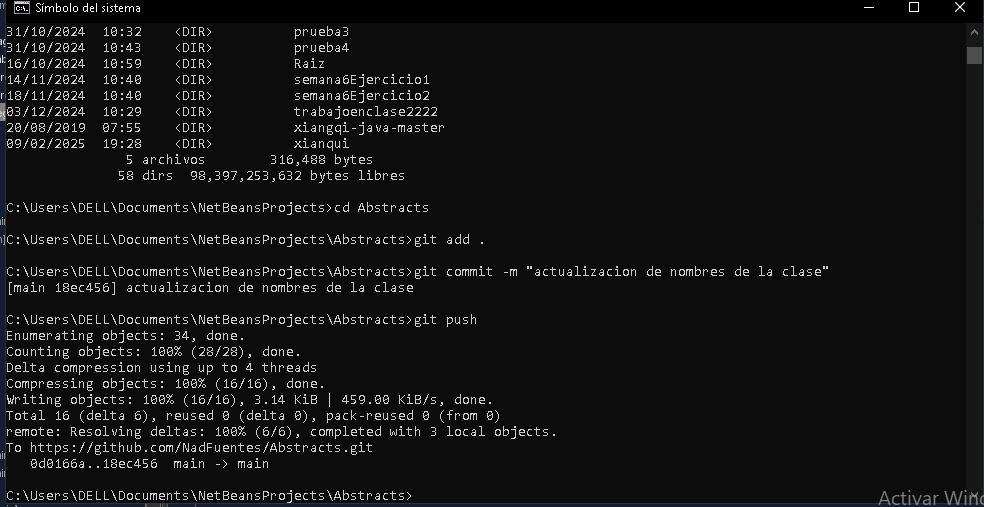 Símbolo del sistema
31/10/2024  10:32    <DIR>          prueba3
31/10/2024  10:43    <DIR>          prueba4
16/10/2024  10:59    <DIR>          Raiz
14/11/2024  10:40    <DIR>          semana6Ejercicio1
18/11/2024  10:40    <DIR>          semana6Ejercicio2
03/12/2024  10:29    <DIR>          trabajoenclase2222
20/08/2019  07:55    <DIR>          xiangqi-java-master
09/02/2025  19:28    <DIR>          xianqui
5 archivos        316,488 bytes
58 dirs  98,397,253,632 bytes libres
C:\Users\DELL\Documents\NetBeansProjects>cd Abstracts
C:\Users\DELL\Documents\NetBeansProjects\Abstracts>git add .
C:\Users\DELL\Documents\NetBeansProjects\Abstracts>git commit -m "actualizacion de nombres de la clase"
[main 18ec456] actualizacion de nombres de la clase
C:\Users\DELL\Documents\NetBeansProjects\Abstracts>git push
Enumerating objects: 34, done.
Counting objects: 100% (28/28), done.
Delta compression using up to 4 threads
Compressing objects: 100% (16/16), done.
Writing objects: 100% (16/16), 3.14 KiB | 459.00 KiB/s, done.
Total 16 (delta 6), reused 0 (delta 0), pack-reused 0 (from 0)
remote: Resolving deltas: 100% (6/6), completed with 3 local objects.
To https://github.com/NadFuentes/Abstracts.git
0d0166a..18ec456  main -> main
C:\Users\DELL\Documents\NetBeansProjects\Abstracts>
Activar Win